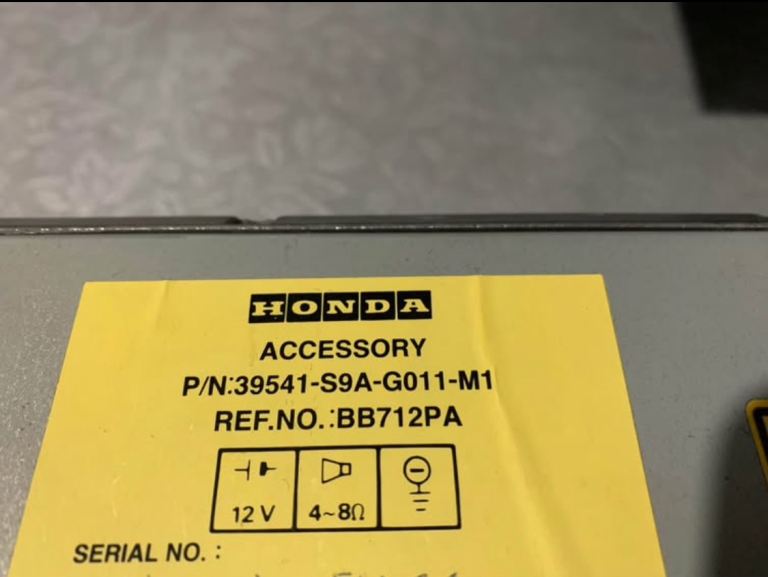 HONDA
ACCESSORY
P/N:39541-S9A-G011-M1
REF.NO.:BB712PA
12 V 4~8Ω
SERIAL NO. :